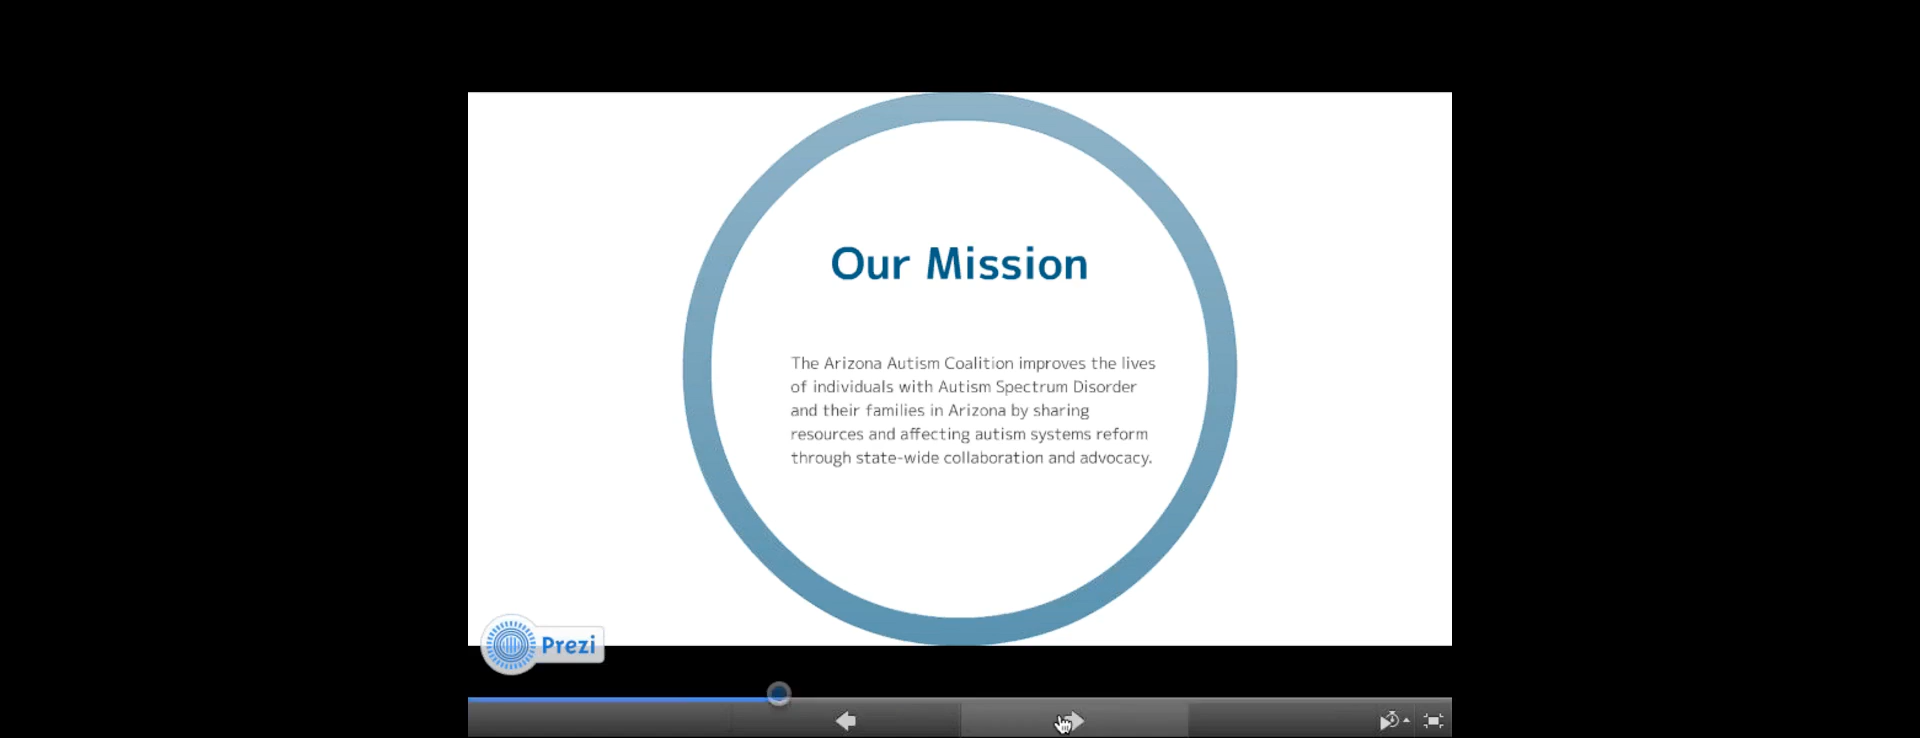 Our Mission
The Arizona Autism Coalition improves the lives
of individuals with Autism Spectrum Disorder
and their families in Arizona by sharing
resources and affecting autism systems reform
through state-wide collaboration and advocacy.
Prezi